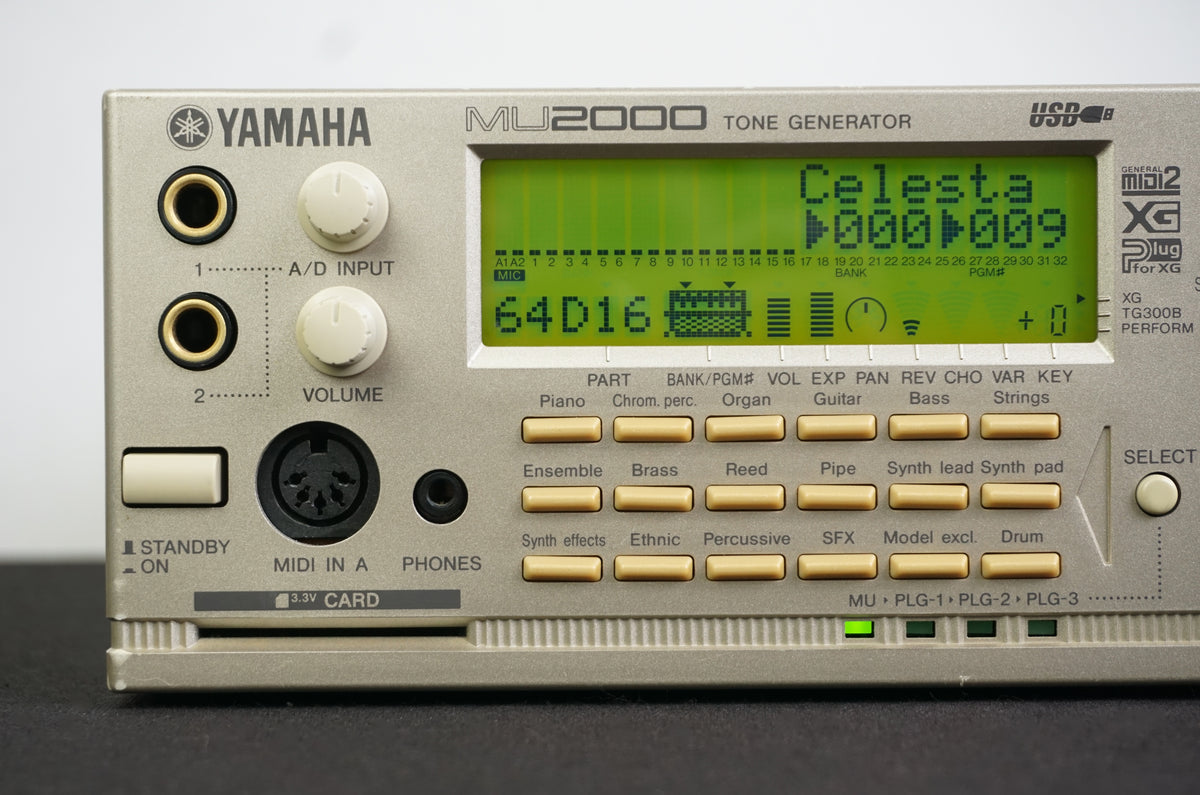 YAMAHA
MU2000 TONE GENERATOR
USB
Celesta
000 009
A1 A2 1 2 3 4 5 6 7 8 9 10 11 12 13 14 15 16 17 18 19 20 21 22 23 24 25 26 27 28 29 30 31 32
MIC BANK PGM#
64 D16 + 0
GENERAL
MIDI2
XG
Plug
for XG
XG
TG300B
PERFORM
1 A/D INPUT
2 VOLUME
PART BANK/PGM# VOL EXP PAN REV CHO VAR KEY
Piano Chrom. perc. Organ Guitar Bass Strings
Ensemble Brass Reed Pipe Synth lead Synth pad
Synth effects Ethnic Percussive SFX Model excl. Drum
SELECT
STANDBY
ON
MIDI IN A
PHONES
3.3V CARD
MU PLG-1 PLG-2 PLG-3